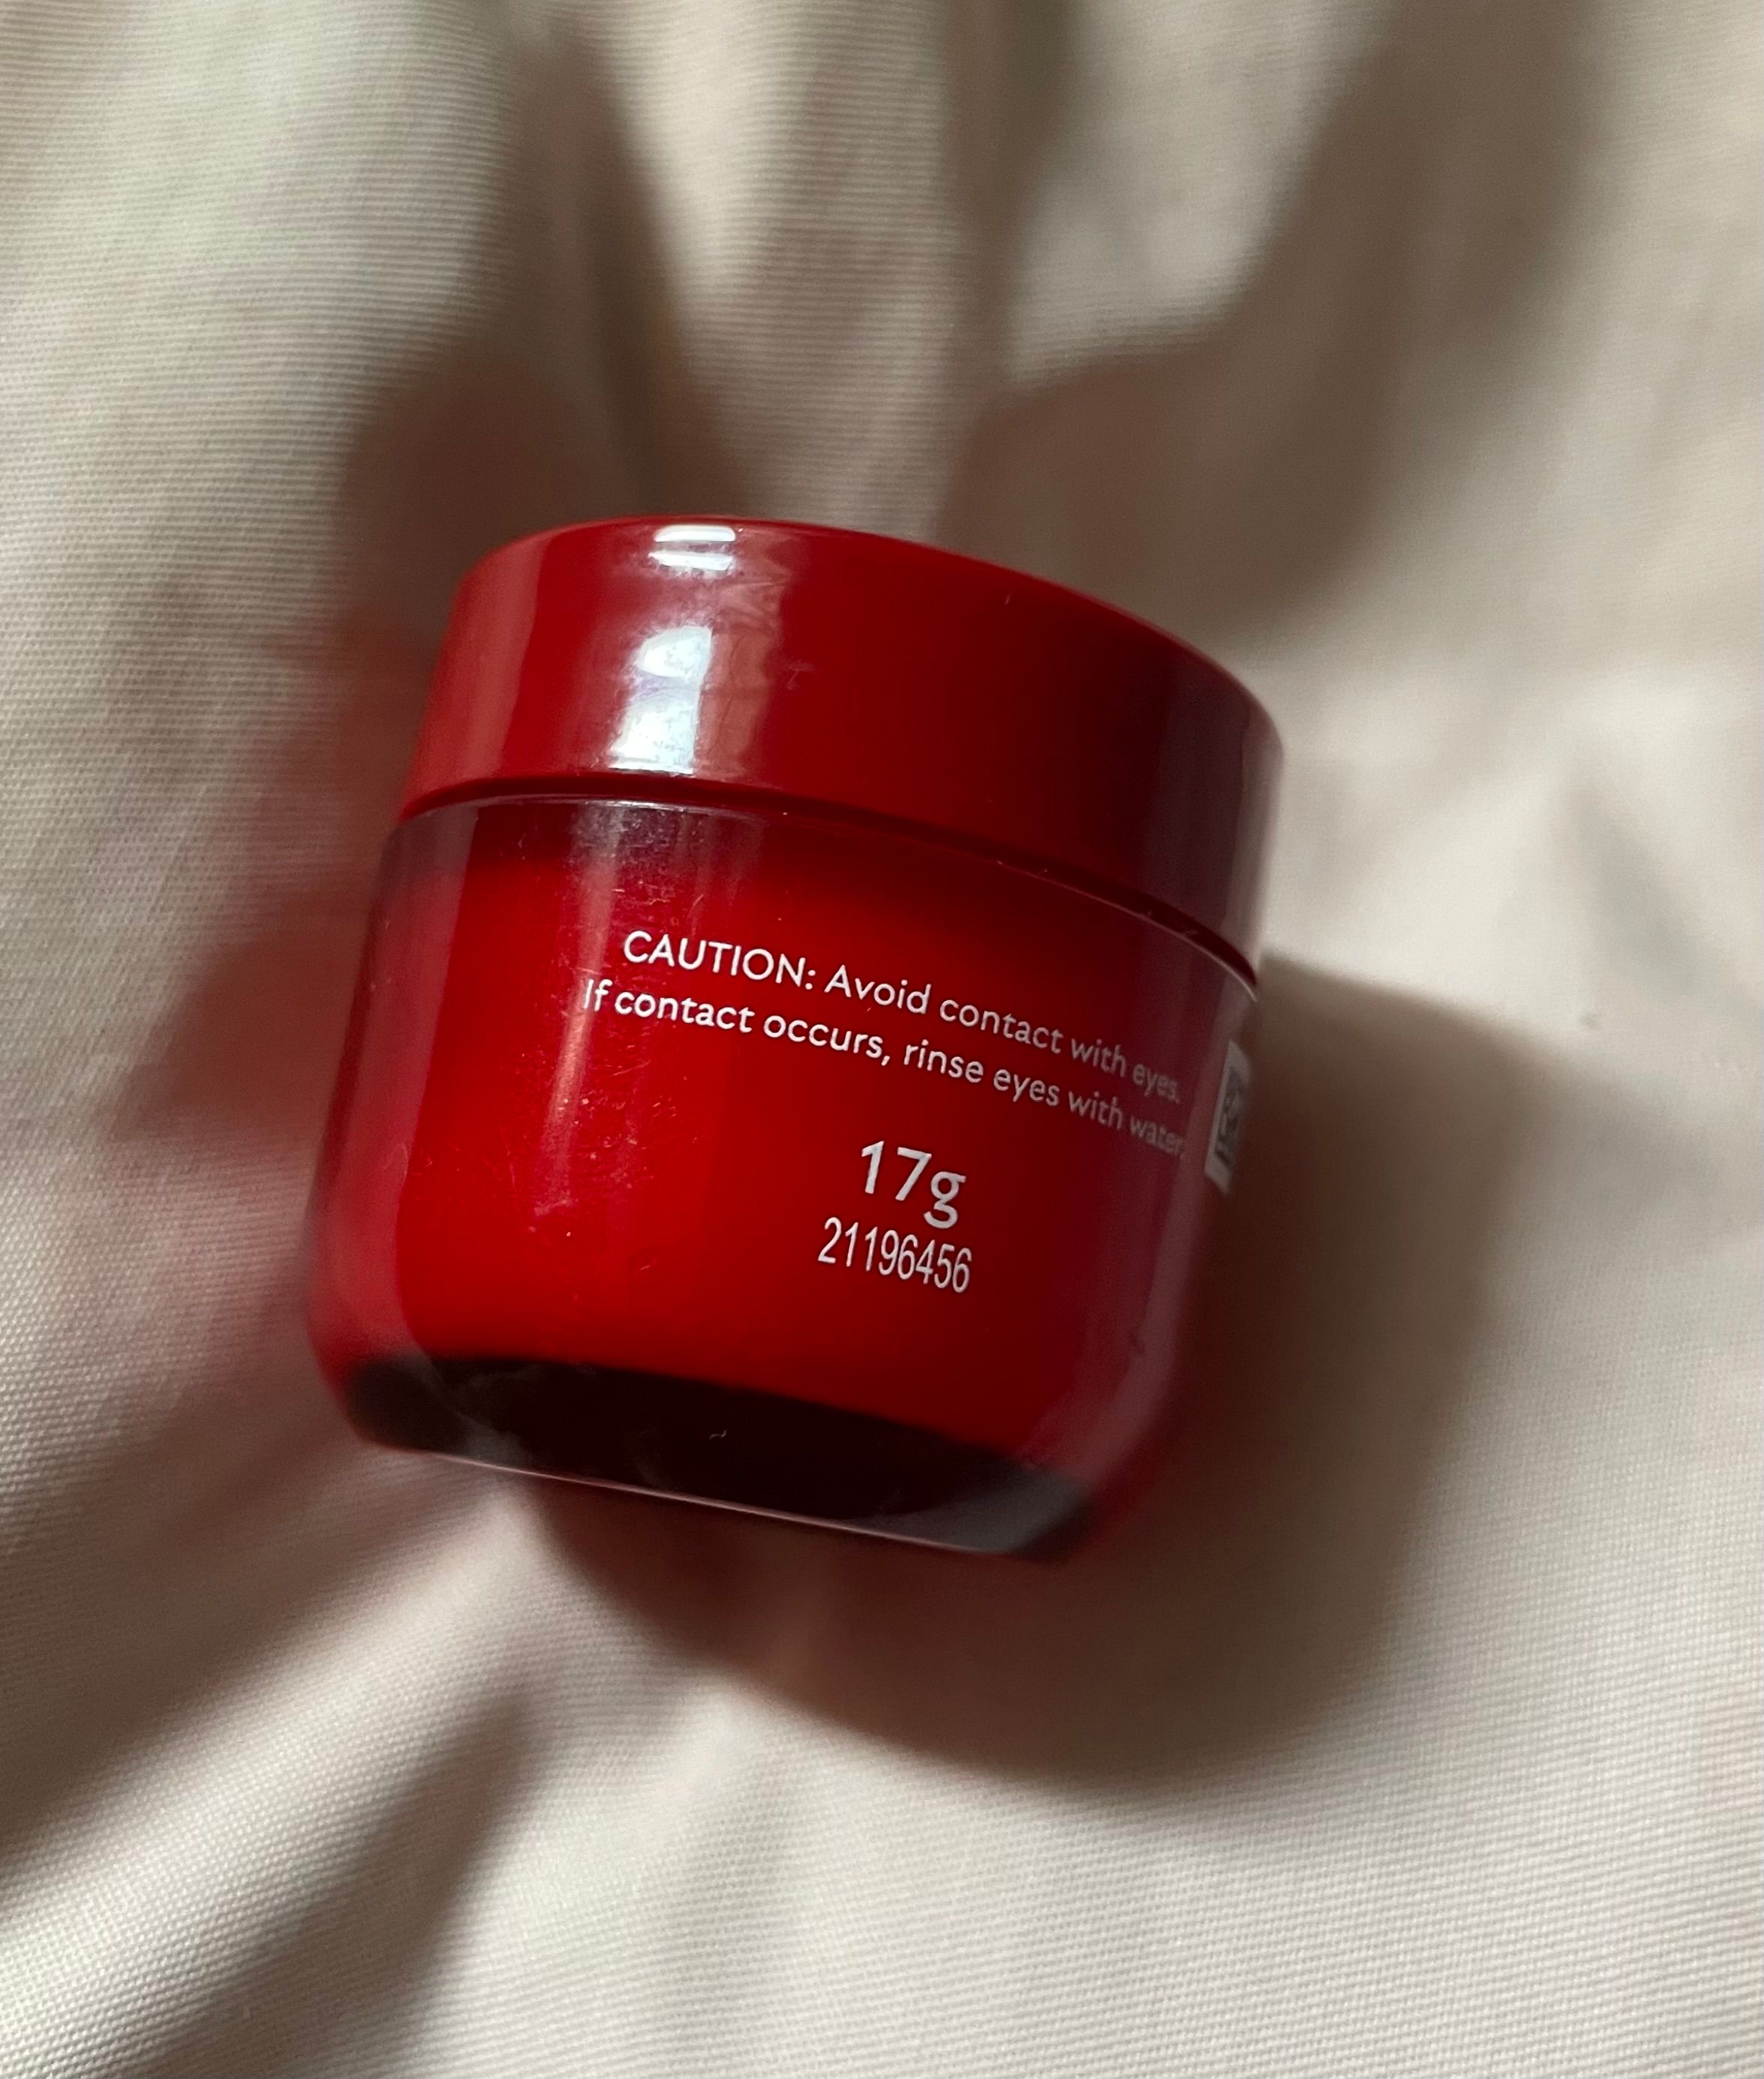 CAUTION: Avoid contact with eyes.
If contact occurs, rinse eyes with water.
17g
21196456